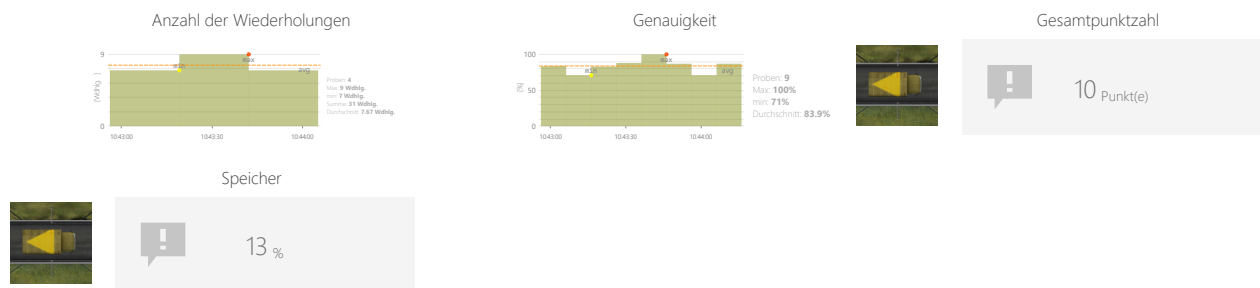 Anzahl der Wiederholungen
9
[Wdhlg. ]
0
min
max
avg
10:43:00
10:43:30
10:44:00
Proben: 4
Max: 9 Wdhlg.
min: 7 Wdhlg.
Summe: 31 Wdhlg.
Durchschnitt: 7.67 Wdhlg.
Genauigkeit
100
[%]
50
0
min
max
avg
10:43:00
10:43:30
10:44:00
Proben: 9
Max: 100%
min: 71%
Durchschnitt: 83.9%
Gesamtpunktzahl
10 Punkt(e)
Speicher
13 %